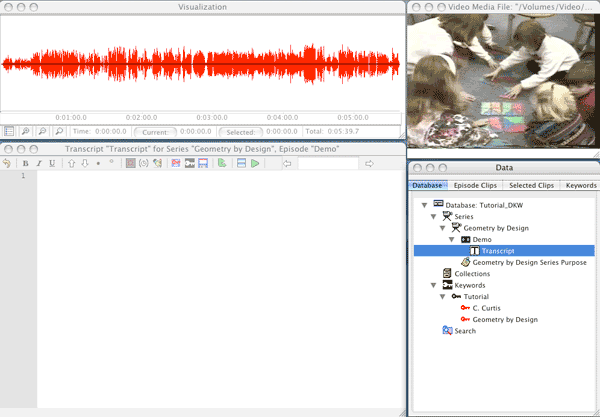 Visualization
0:01:00.0 0:02:00.0 0:03:00.0 0:04:00.0 0:05:00.0
Time: 0:00:00.0 Current: 0:00:00.0 Selected: 0:00:00.0 Total: 0:05:39.7
Video Media File: "/Volumes/Video/...
Transcript "Transcript" for Series "Geometry by Design", Episode "Demo"
B I U
1
Data
Database Episode Clips Selected Clips Keywords
Database: Tutorial_DKW
Series
Geometry by Design
Demo
Transcript
Geometry by Design Series Purpose
Collections
Keywords
Tutorial
C. Curtis
Geometry by Design
Search